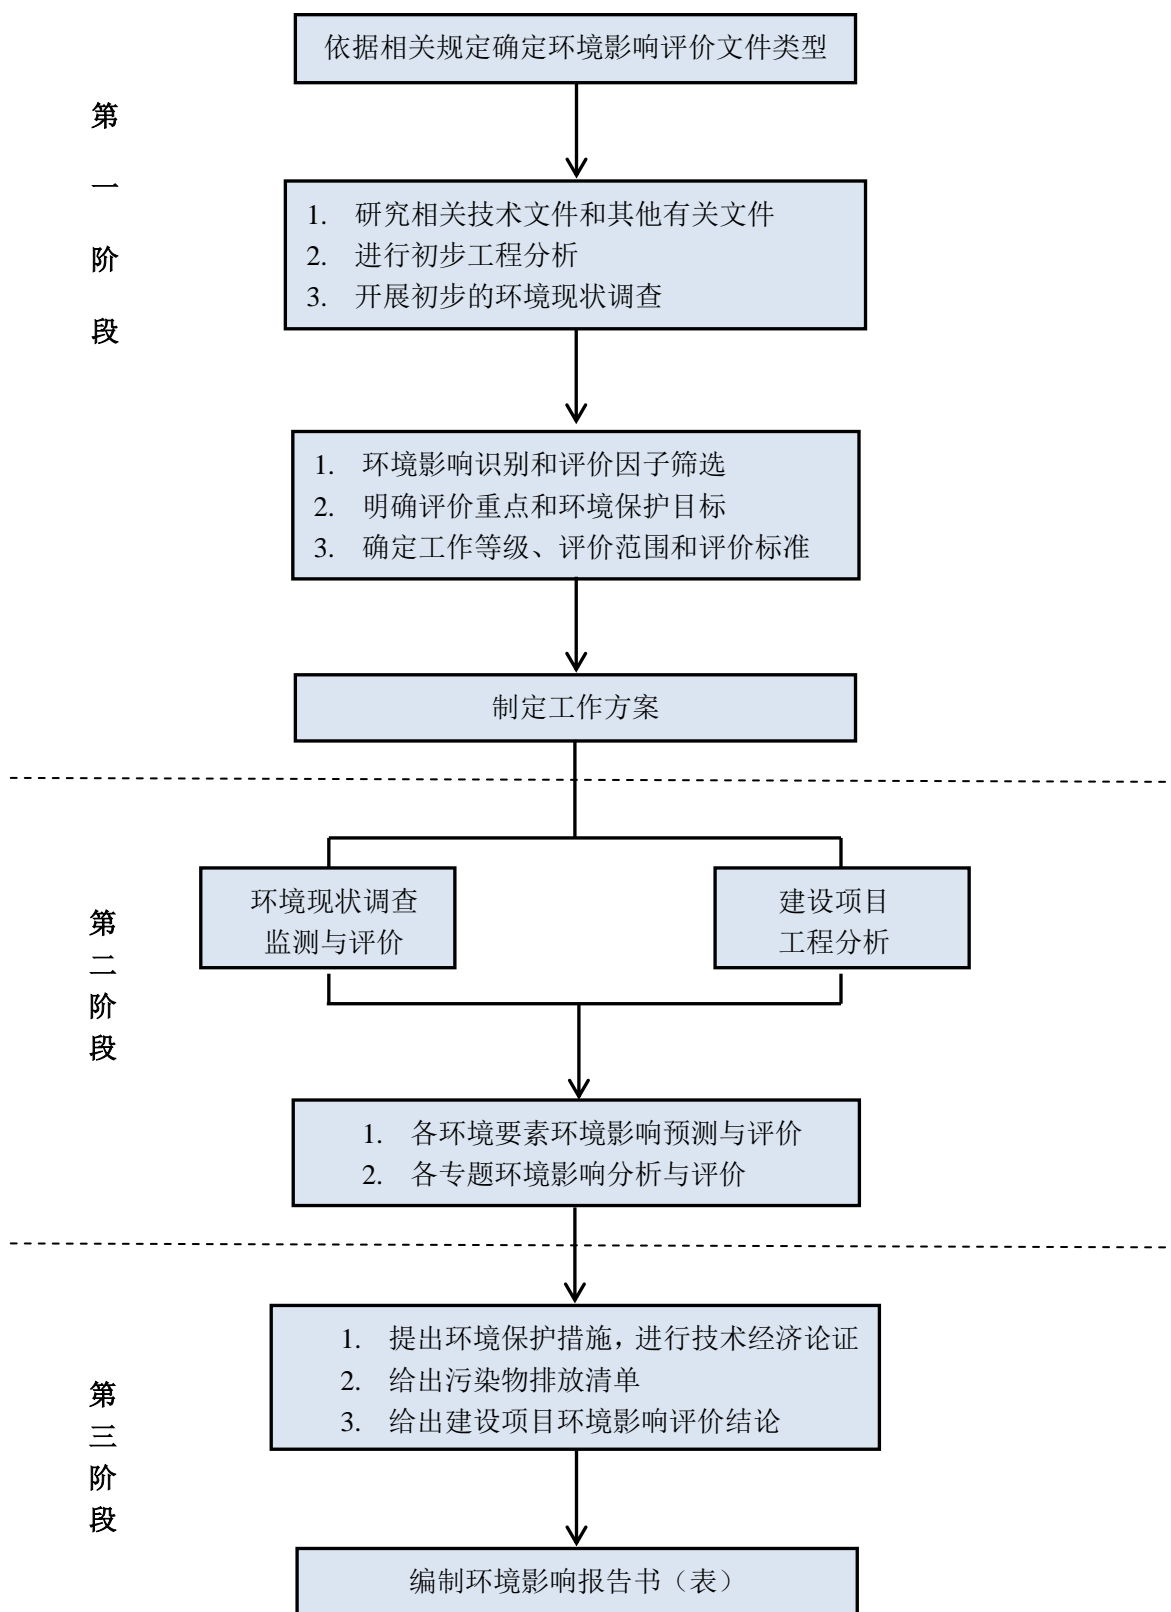 依据相关规定确定环境影响评价文件类型
第
一
阶
段
1. 研究相关技术文件和其他有关文件
2. 进行初步工程分析
3. 开展初步的环境现状调查
1. 环境影响识别和评价因子筛选
2. 明确评价重点和环境保护目标
3. 确定工作等级、评价范围和评价标准
制定工作方案
第
二
阶
段
环境现状调查
监测与评价
建设项目
工程分析
1. 各环境要素环境影响预测与评价
2. 各专题环境影响分析与评价
第
三
阶
段
1. 提出环境保护措施，进行技术经济论证
2. 给出污染物排放清单
3. 给出建设项目环境影响评价结论
编制环境影响报告书（表）